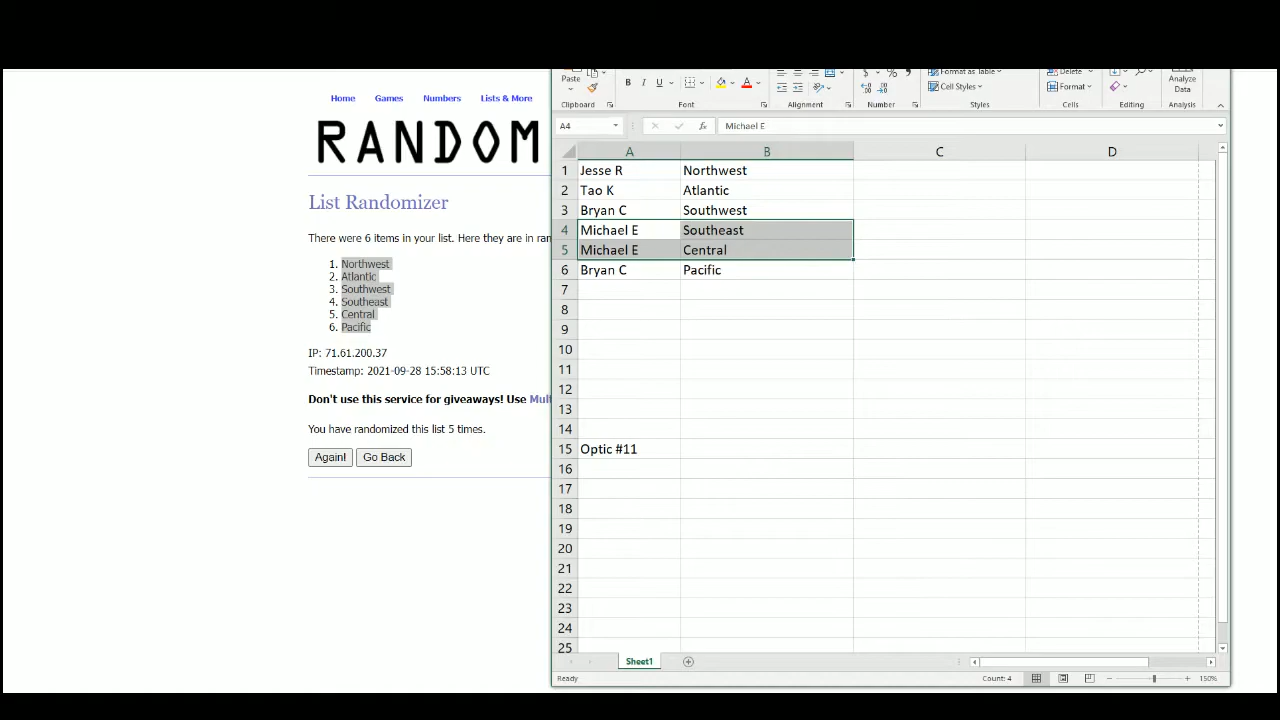 Home Games Numbers Lists & More
RANDOM
List Randomizer
There were 6 items in your list. Here they are in ran
1. Northwest
2. Atlantic
3. Southwest
4. Southeast
5. Central
6. Pacific
IP: 71.61.200.37
Timestamp: 2021-09-28 15:58:13 UTC
Don't use this service for giveaways! Use Mult
You have randomized this list 5 times.
Again! Go Back
Paste
B I U A $ % Format as Table Delete
Cell Styles Format
Analyze
Data
Clipboard Font Alignment Number Styles Cells Editing Analysis
A4 fx Michael E
A B C D
1 Jesse R Northwest
2 Tao K Atlantic
3 Bryan C Southwest
4 Michael E Southeast
5 Michael E Central
6 Bryan C Pacific
7
8
9
10
11
12
13
14
15 Optic #11
16
17
18
19
20
21
22
23
24
25
Sheet1
Ready Count: 4 150%